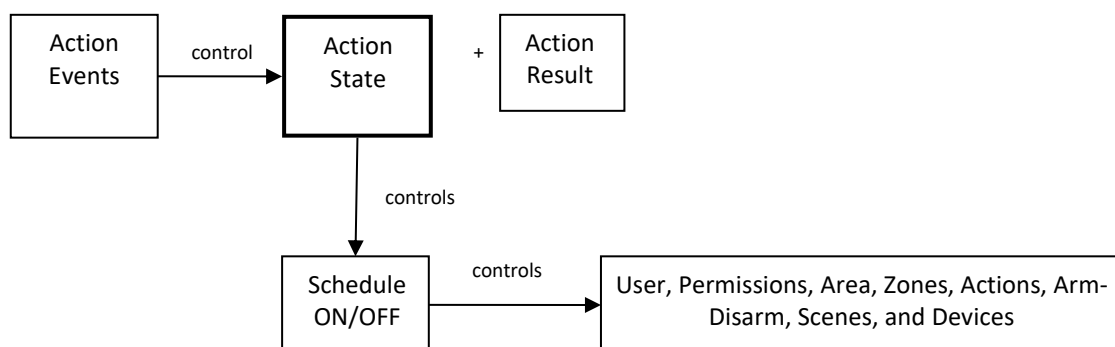 Action
Events
control
Action
State
+
Action
Result
controls
Schedule
ON/OFF
controls
User, Permissions, Area, Zones, Actions, Arm-
Disarm, Scenes, and Devices